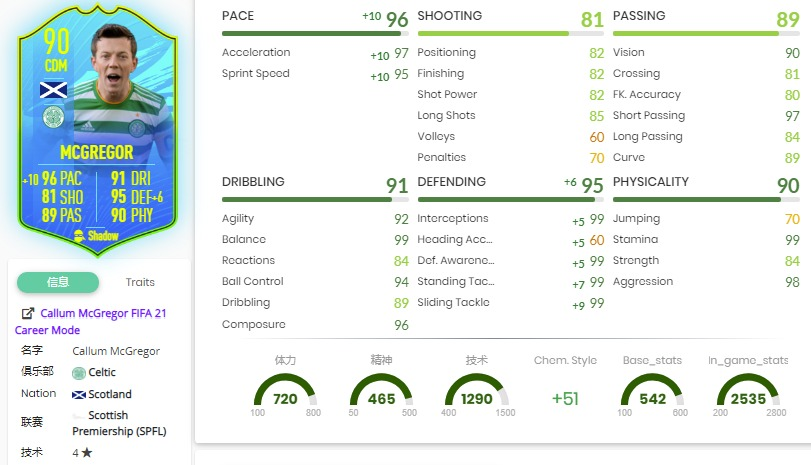 90
CDM
MCGREGOR
+10 96 PAC 91 DRI
81 SHO 95 DEF+6
89 PAS 90 PHY
Shadow
信息 Traits
Callum McGregor FIFA 21
Career Mode
名字 Callum McGregor
俱乐部 Celtic
Nation Scotland
联赛 Scottish
Premiership (SPFL)
技术 4 ★
PACE +10 96
Acceleration +10 97
Sprint Speed +10 95
SHOOTING 81
Positioning 82
Finishing 82
Shot Power 82
Long Shots 85
Volleys 60
Penalties 70
PASSING 89
Vision 90
Crossing 81
FK. Accuracy 80
Short Passing 97
Long Passing 84
Curve 89
DRIBBLING 91
Agility 92
Balance 99
Reactions 84
Ball Control 94
Dribbling 89
Composure 96
DEFENDING +6 95
Interceptions +5 99
Heading Acc... +5 60
Def. Awarene... +5 99
Standing Tac... +7 99
Sliding Tackle +9 99
PHYSICALITY 90
Jumping 70
Stamina 99
Strength 84
Aggression 98
体力 精神 技术 Chem. Style Base_stats in_game_stats
720 465 1290 +51 542 2535
100 800 50 500 400 1500 100 600 200 2800